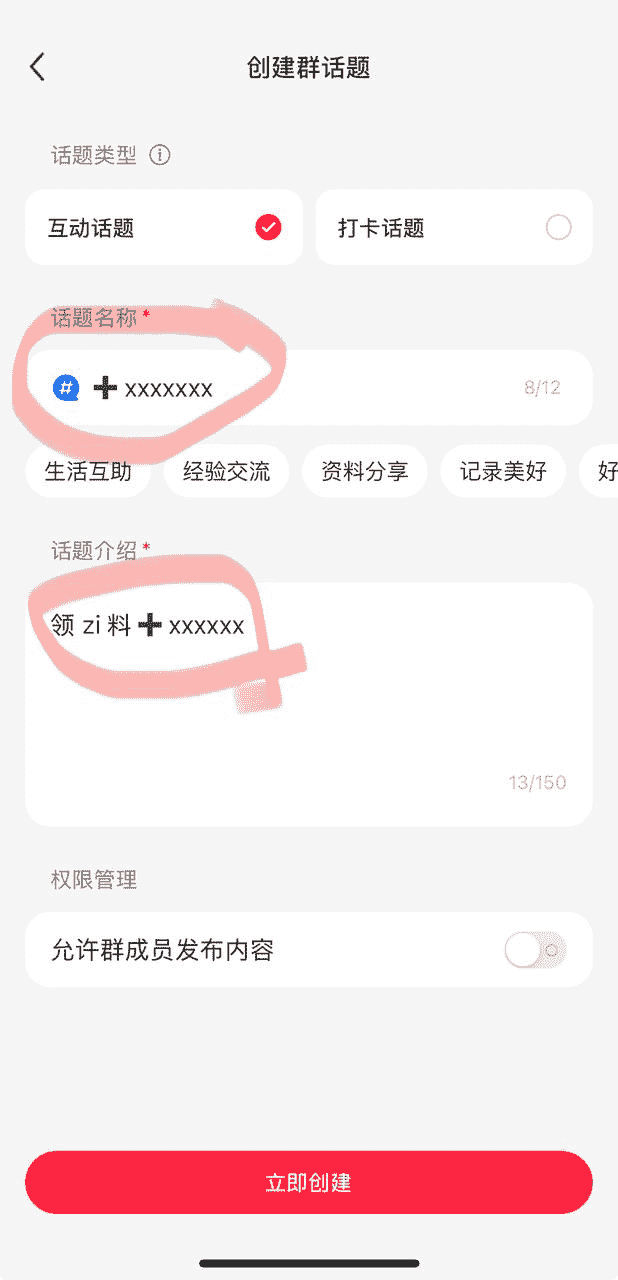 创建群话题
话题类型
互动话题 打卡话题
话题名称 *
# ➕ xxxxxxx 8/12
生活互助 经验交流 资料分享 记录美好 好
话题介绍 *
领 zi 料 ➕ xxxxxx
13/150
权限管理
允许群成员发布内容
立即创建